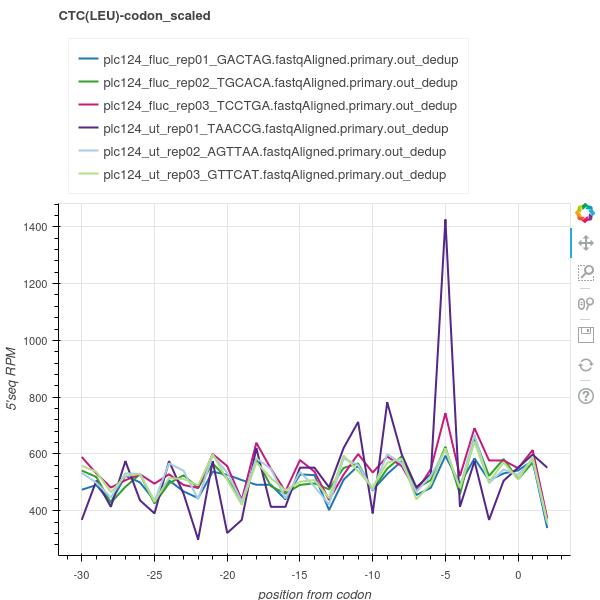 CTC(LEU)-codon_scaled
plc124_fluc_rep01_GACTAG.fastqAligned.primary.out_dedup
plc124_fluc_rep02_TGCACA.fastqAligned.primary.out_dedup
plc124_fluc_rep03_TCCTGA.fastqAligned.primary.out_dedup
plc124_ut_rep01_TAACCG.fastqAligned.primary.out_dedup
plc124_ut_rep02_AGTTAA.fastqAligned.primary.out_dedup
plc124_ut_rep03_GTTCAT.fastqAligned.primary.out_dedup
1400
1200
1000
800
600
400
5'seq RPM
-30 -25 -20 -15 -10 -5 0
position from codon